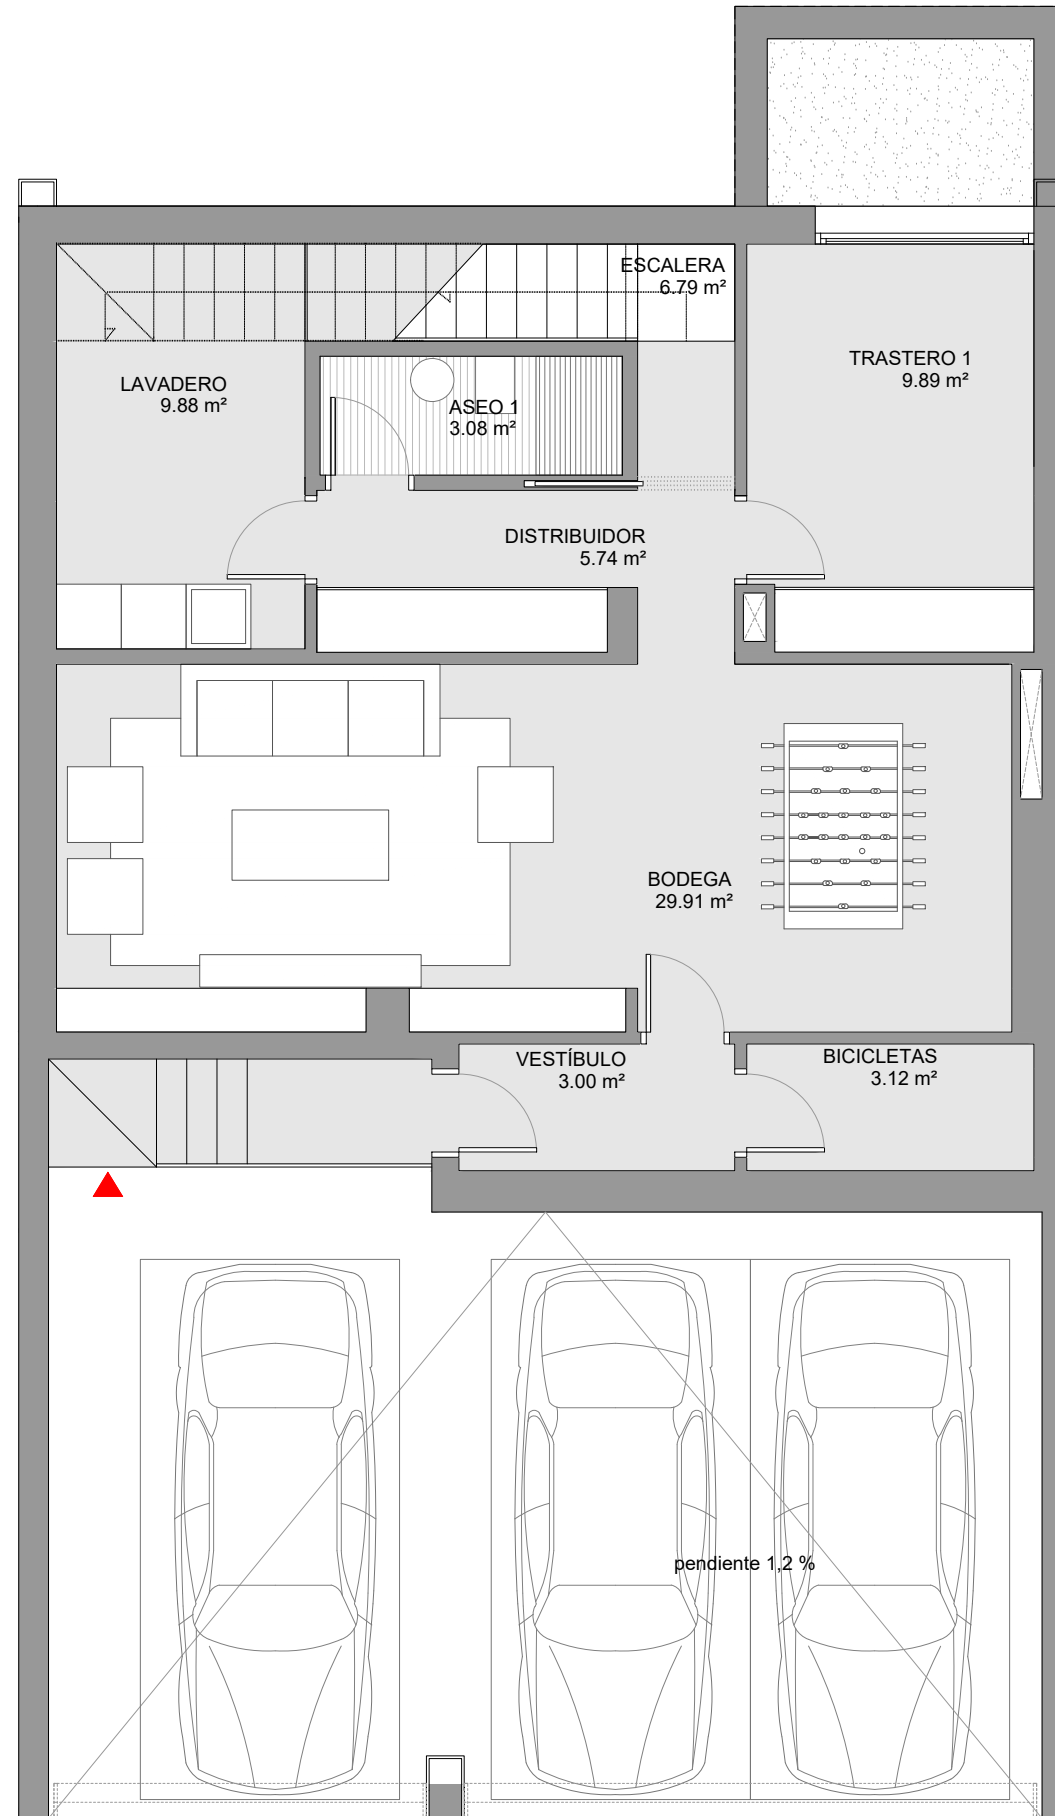 ESCALERA
6.79 m²
TRASTERO 1
9.89 m²
LAVADERO
9.88 m²
ASEO 1
3.08 m²
DISTRIBUIDOR
5.74 m²
BODEGA
29.91 m²
VESTÍBULO
3.00 m²
BICICLETAS
3.12 m²
pendiente 1,2 %